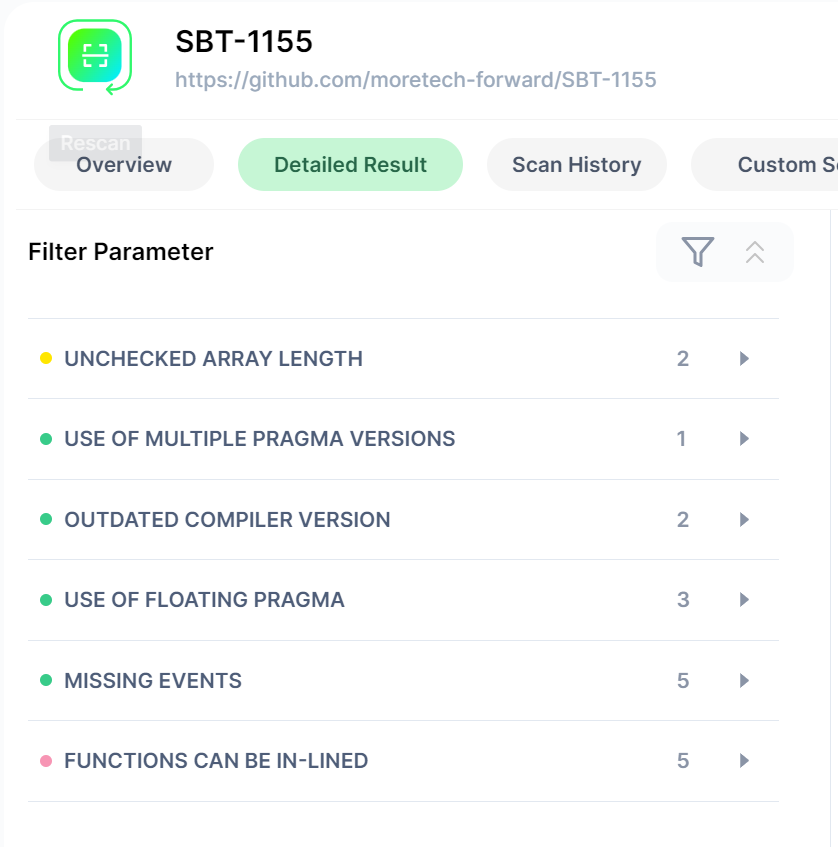 SBT-1155
https://github.com/moretech-forward/SBT-1155
Rescan
Overview Detailed Result Scan History Custom
Filter Parameter
UNCHECKED ARRAY LENGTH 2
USE OF MULTIPLE PRAGMA VERSIONS 1
OUTDATED COMPILER VERSION 2
USE OF FLOATING PRAGMA 3
MISSING EVENTS 5
FUNCTIONS CAN BE IN-LINED 5